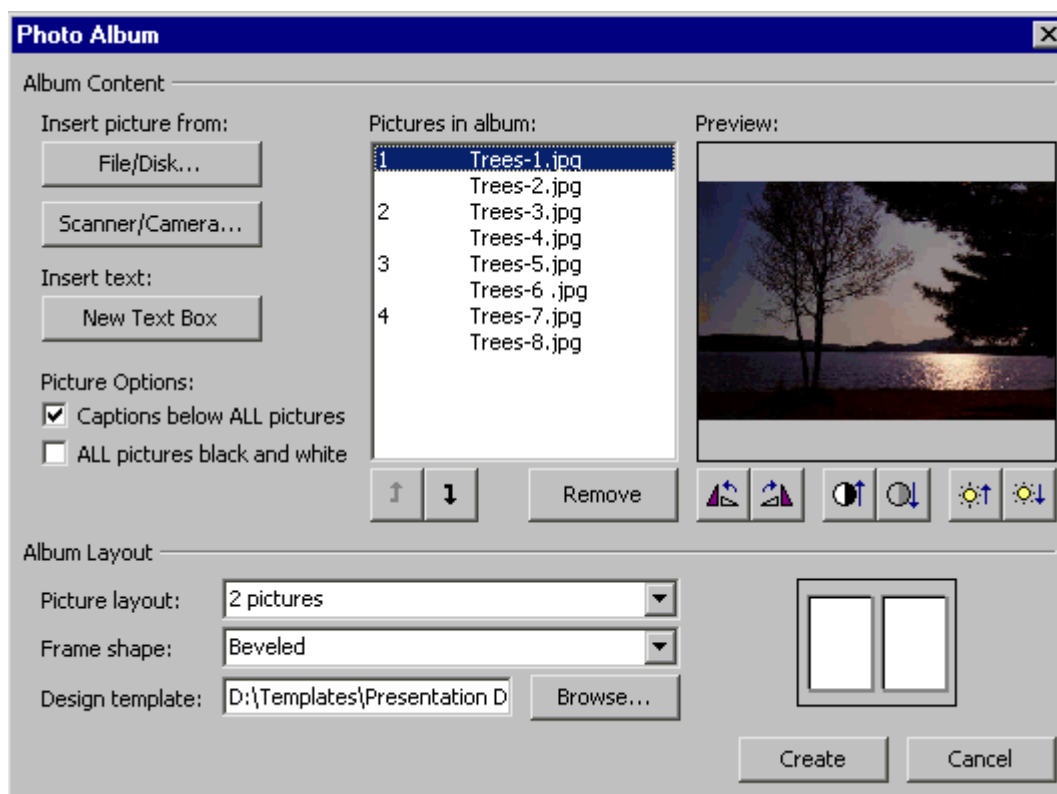 Photo Album
Album Content
Insert picture from:
File/Disk...
Scanner/Camera...
Insert text:
New Text Box
Picture Options:
Captions below ALL pictures
ALL pictures black and white
Pictures in album:
1 Trees-1.jpg
Trees-2.jpg
2 Trees-3.jpg
Trees-4.jpg
3 Trees-5.jpg
Trees-6 .jpg
4 Trees-7.jpg
Trees-8.jpg
Remove
Preview:
Album Layout
Picture layout: 2 pictures
Frame shape: Beveled
Design template: D:\Templates\Presentation D Browse...
Create Cancel